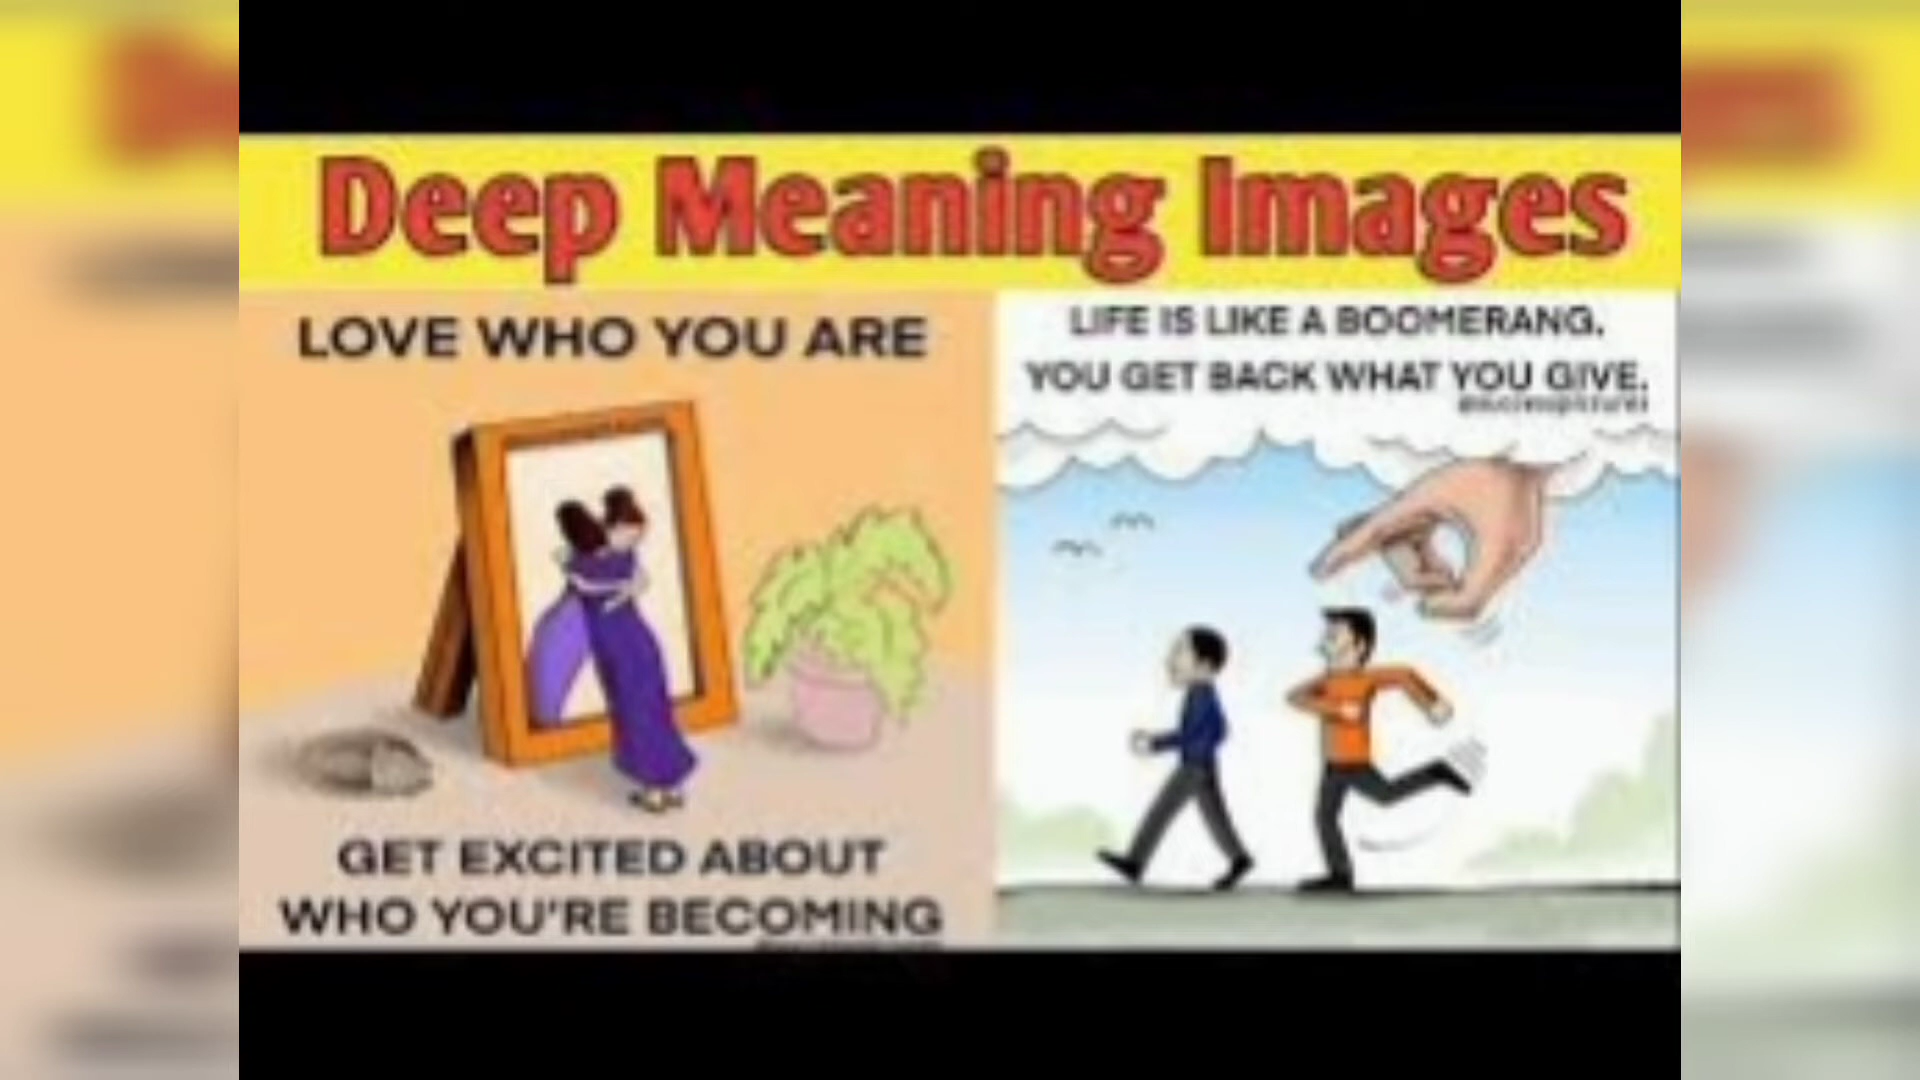 Deep Meaning Images
LOVE WHO YOU ARE
GET EXCITED ABOUT
WHO YOU'RE BECOMING
LIFE IS LIKE A BOOMERANG.
YOU GET BACK WHAT YOU GIVE.